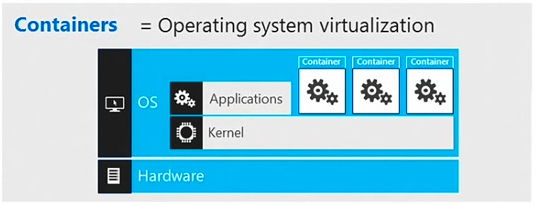 Containers = Operating system virtualization
Container Container Container
OS Applications
Kernel
Hardware